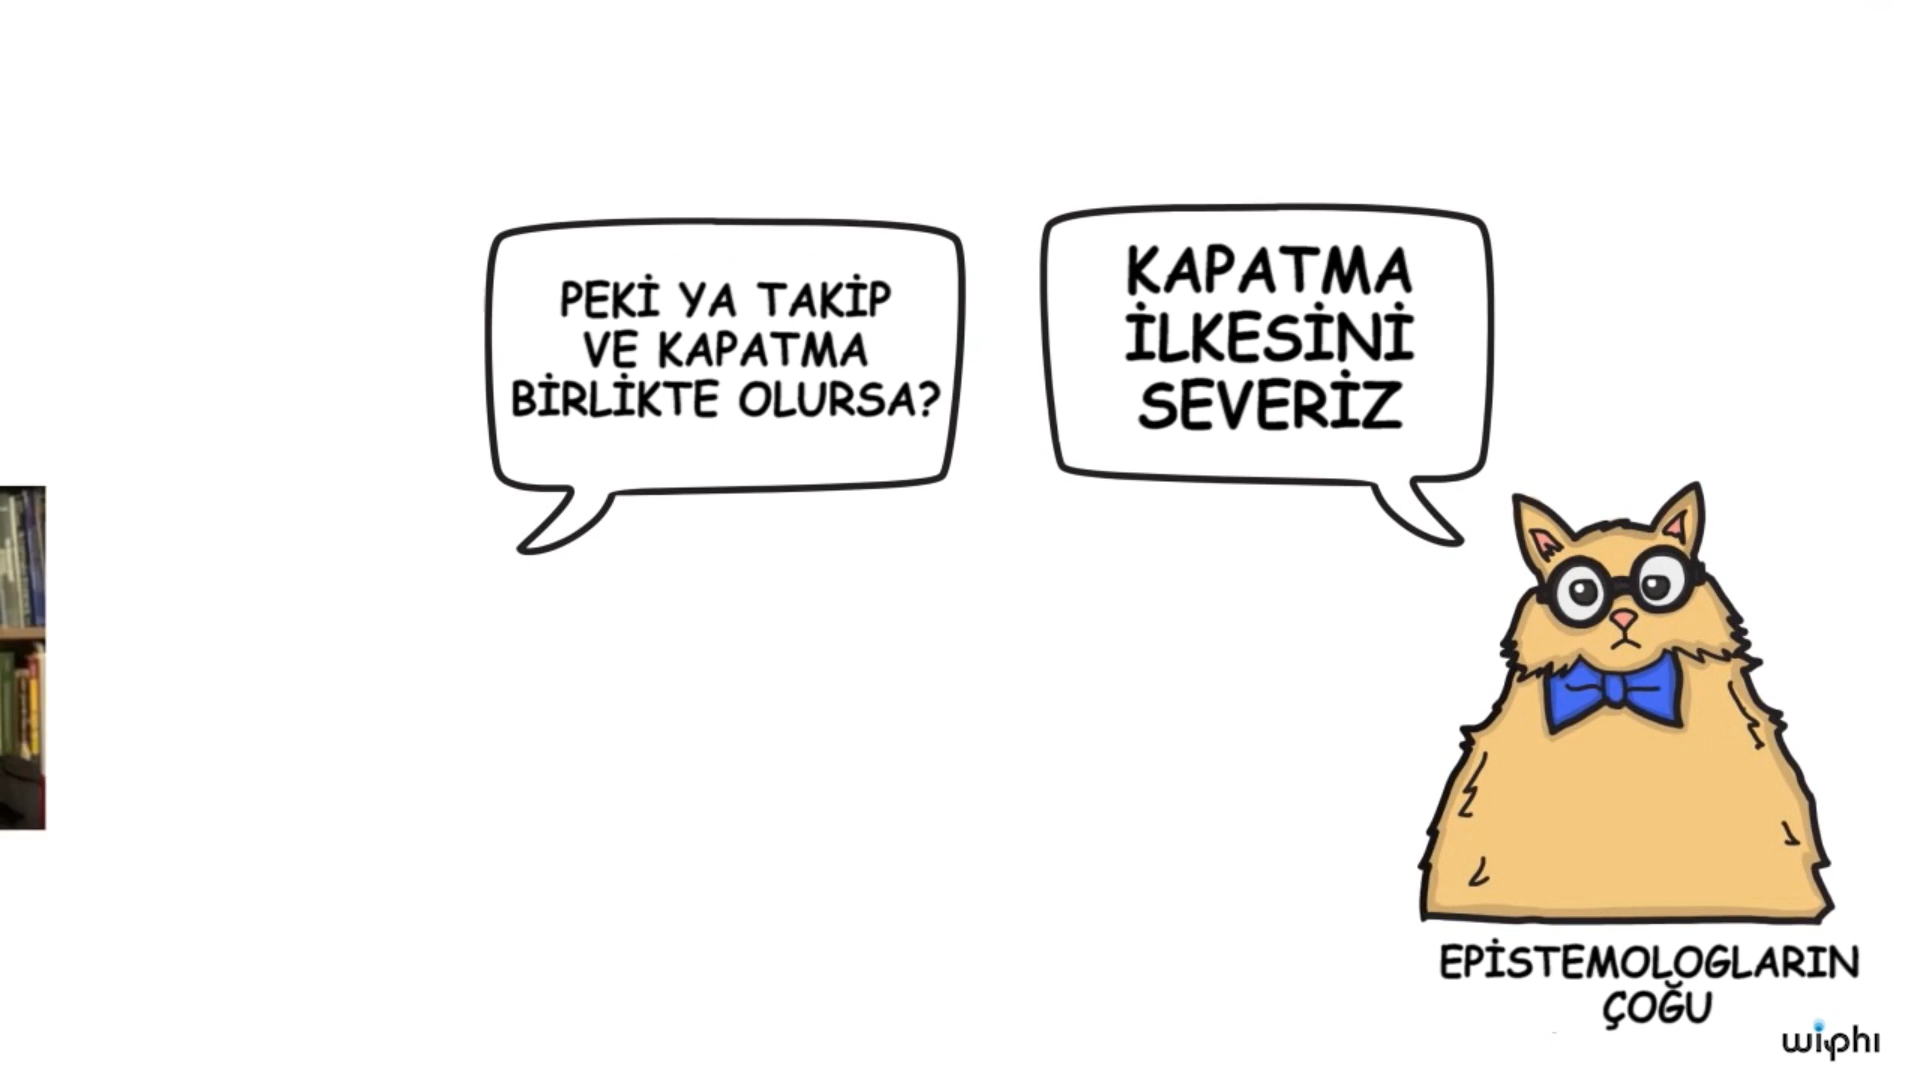 PEKİ YA TAKİP
VE KAPATMA
BİRLİKTE OLURSA?
KAPATMA
İLKESİNİ
SEVERİZ
EPİSTEMOLOGLARIN
ÇOĞU
wiphi